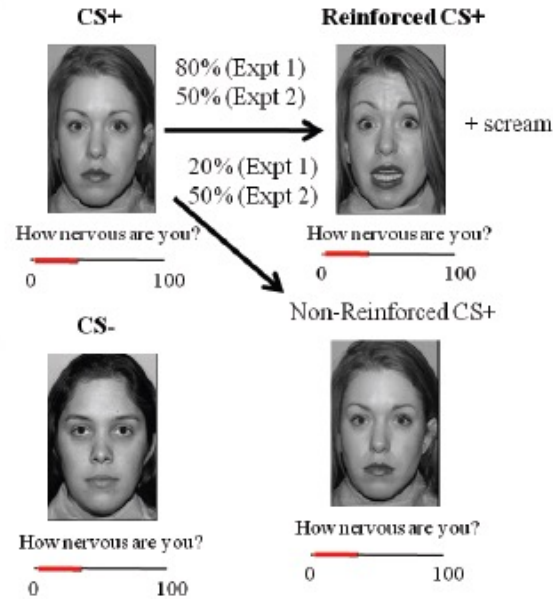 CS+
80% (Expt 1)
50% (Expt 2)
20% (Expt 1)
50% (Expt 2)
How nervous are you?
0 100
Reinforced CS+
+ scream
How nervous are you?
0 100
CS-
How nervous are you?
0 100
Non-Reinforced CS+
How nervous are you?
0 100